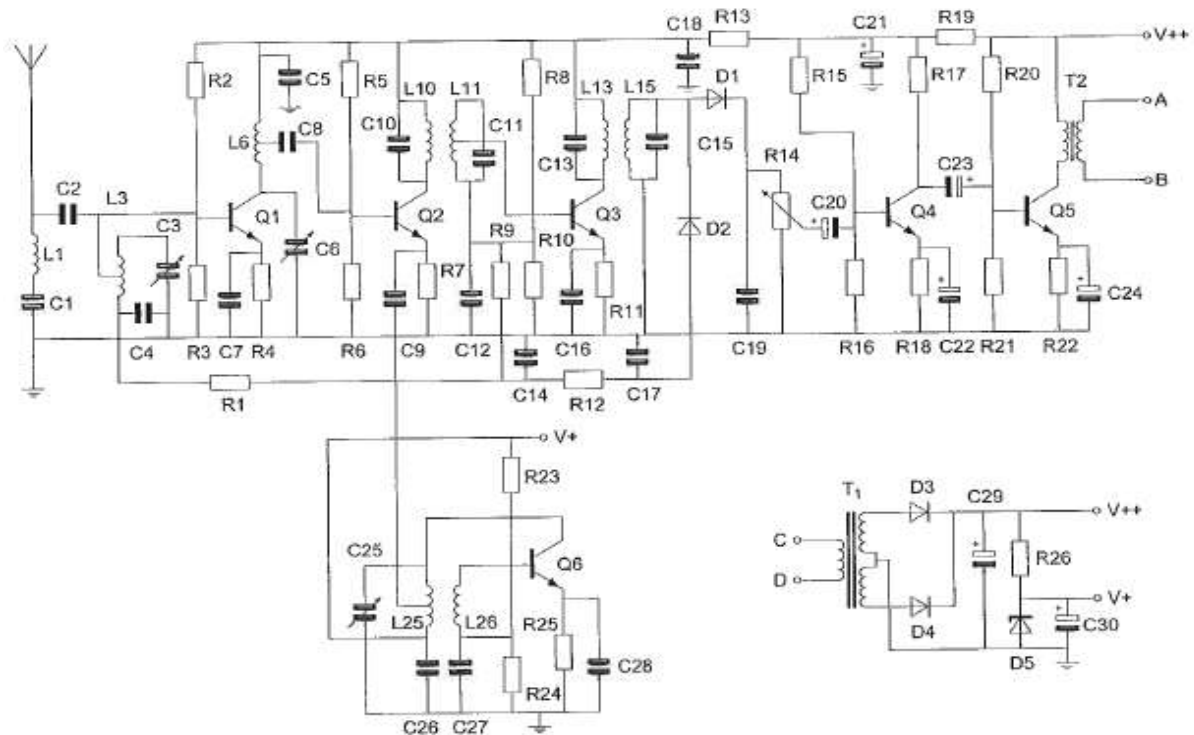 C18
R13
C21
R19
V++
R2
C5
R5
L10
L11
R8
L13
L15
D1
R15
R17
R20
T2
C8
C10
C11
L6
C13
C15
A
R14
C23
B
C2
L3
C3
Q1
Q2
Q3
C20
Q4
Q5
C6
R9
R10
D2
L1
R7
C1
R11
C24
C4
R3
C7
R4
R6
C9
C12
C16
C19
R16
R18
C22
R21
R22
C14
C17
R1
R12
V+
R23
T1
D3
C29
V++
C25
Q6
C
R26
D
V+
L25
L26
R25
D4
C30
C28
D5
R24
C26
C27